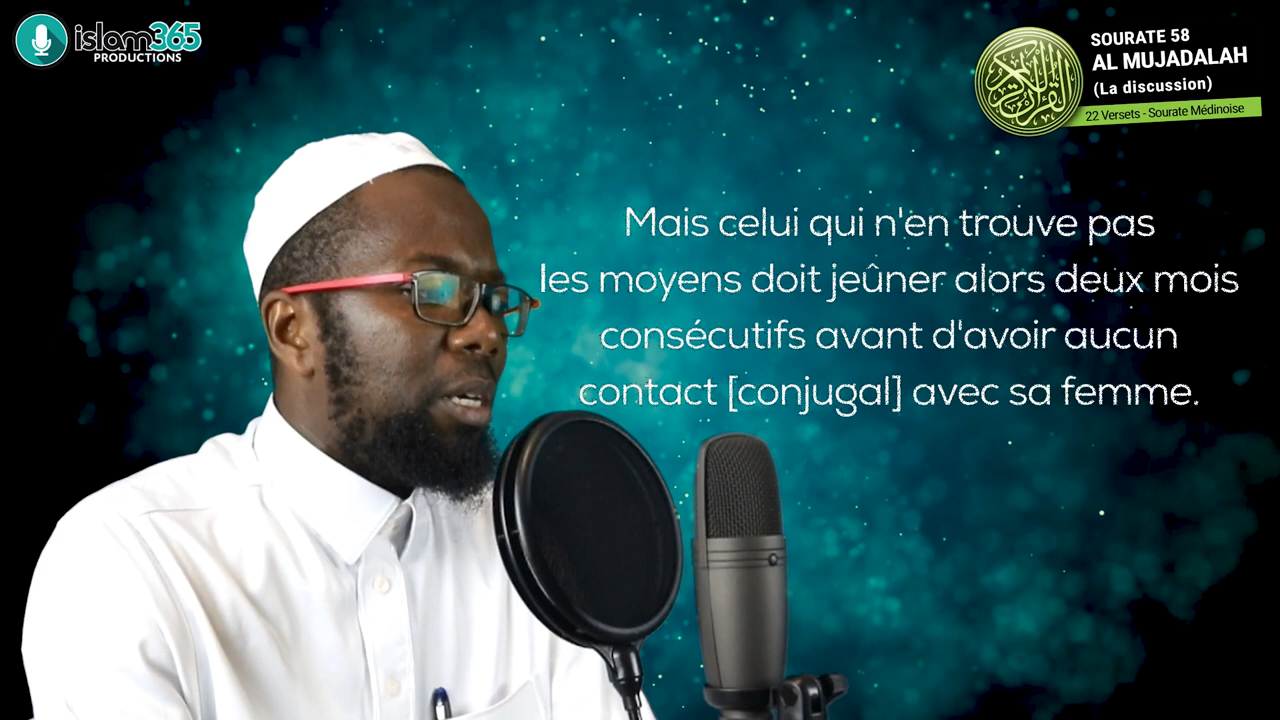 islam365
PRODUCTIONS
SOURATE 58
AL MUJADALAH
(La discussion)
22 Versets - Sourate Médinoise
Mais celui qui n'en trouve pas
les moyens doit jeûner alors deux mois
consécutifs avant d'avoir aucun
contact [conjugal] avec sa femme.